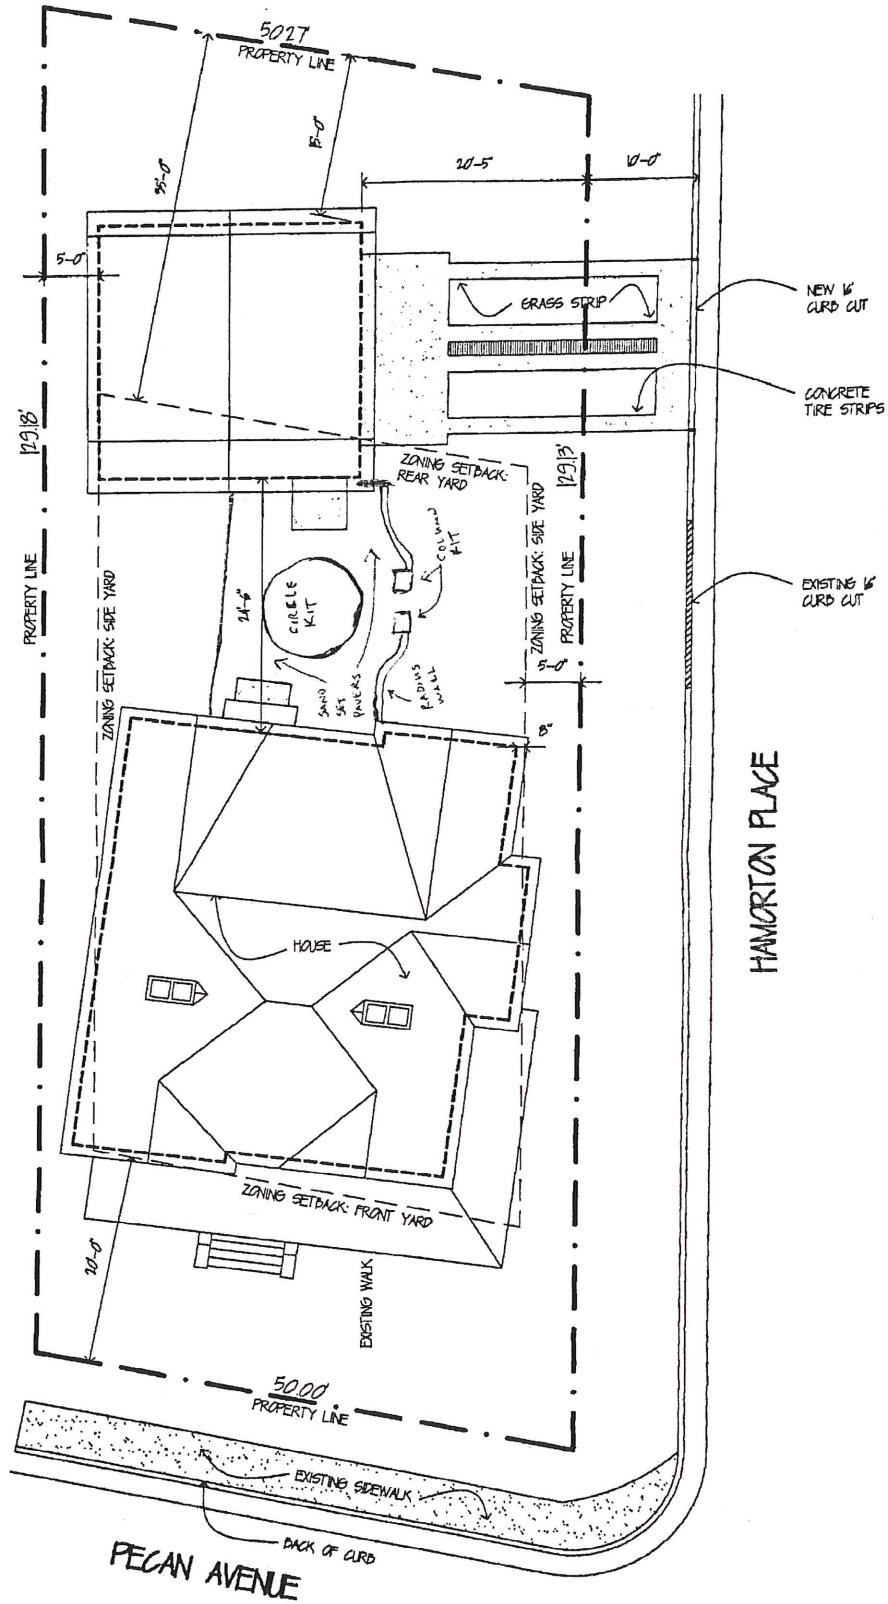 50.27'
PROPERTY LINE
15'-0"
35'-0"
20'-5"
10'-0"
5'-0"
GRASS STRIP
NEW 16'
CURB CUT
CONCRETE
TIRE STRIPS
129.18'
129.13'
ZONING SETBACK:
REAR YARD
ZONING SETBACK: SIDE YARD
PROPERTY LINE
COLUMN
KIT
EXISTING 16'
CURB CUT
PROPERTY LINE
ZONING SETBACK: SIDE YARD
24'-6"
CIRCLE
KIT
SAND
SET
PAVERS
RADIUS
WALL
5'-0"
8"
HAMORTON PLACE
HOUSE
ZONING SETBACK: FRONT YARD
20'-0"
EXISTING WALK
50.00'
PROPERTY LINE
EXISTING SIDEWALK
BACK OF CURB
PECAN AVENUE